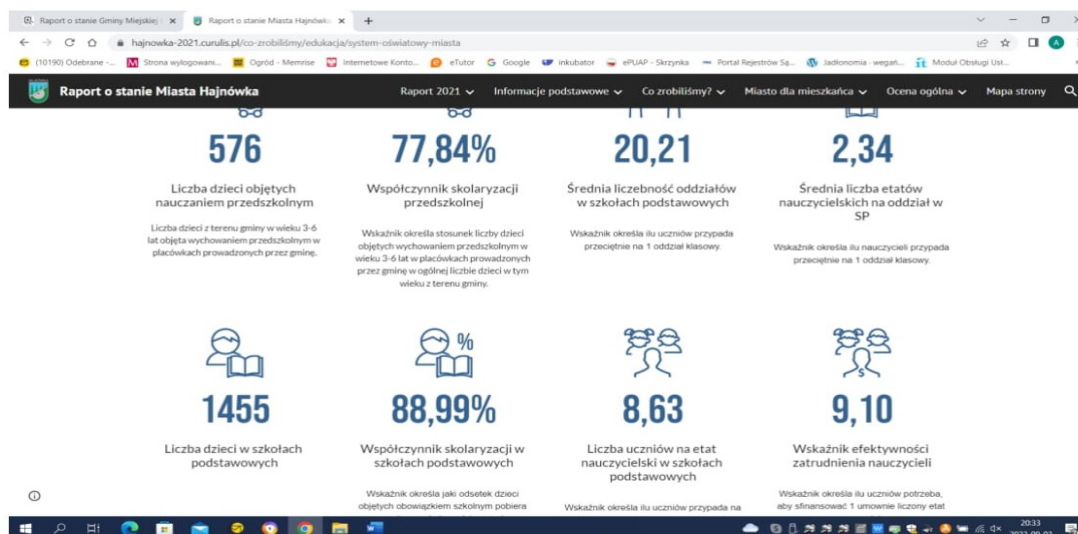 Raport o stanie Gminy Miejskiej
Raport o stanie Miasta Hajnówka
hajnowka-2021.curulis.pl/co-zrobiliśmy/edukacja/system-oświatowy-miasta
(10190) Odebrane -... Strona wylogowani... Ogród - Memrise Internetowe Konto... eTutor Google inkubator ePUAP - Skrzynka Portal Rejestrów Są... Jadłonomia · wegań... Moduł Obsługi Usł...
Raport o stanie Miasta Hajnówka Raport 2021 Informacje podstawowe Co zrobiliśmy? Miasto dla mieszkańca Ocena ogólna Mapa strony
576
Liczba dzieci objętych
nauczaniem przedszkolnym
Liczba dzieci z terenu gminy w wieku 3-6
lat objęta wychowaniem przedszkolnym w
placówkach prowadzonych przez gminę.
77,84%
Współczynnik skolaryzacji
przedszkolnej
Wskaźnik określa stosunek liczby dzieci
objętych wychowaniem przedszkolnym w
wieku 3-6 lat w placówkach prowadzonych
przez gminę w ogólnej liczbie dzieci w tym
wieku z terenu gminy.
20,21
Średnia liczebność oddziałów
w szkołach podstawowych
Wskaźnik określa ilu uczniów przypada
przeciętnie na 1 oddział klasowy.
2,34
Średnia liczba etatów
nauczycielskich na oddział w
SP
Wskaźnik określa ilu nauczycieli przypada
przeciętnie na 1 oddział klasowy.
1455
Liczba dzieci w szkołach
podstawowych
%
88,99%
Współczynnik skolaryzacji w
szkołach podstawowych
Wskaźnik określa jaki odsetek dzieci
objętych obowiązkiem szkolnym pobiera
8,63
Liczba uczniów na etat
nauczycielski w szkołach
podstawowych
Wskaźnik określa ilu uczniów przypada na
9,10
Wskaźnik efektywności
zatrudnienia nauczycieli
Wskaźnik określa ilu uczniów potrzeba,
aby sfinansować 1 umownie liczony etat
20:33